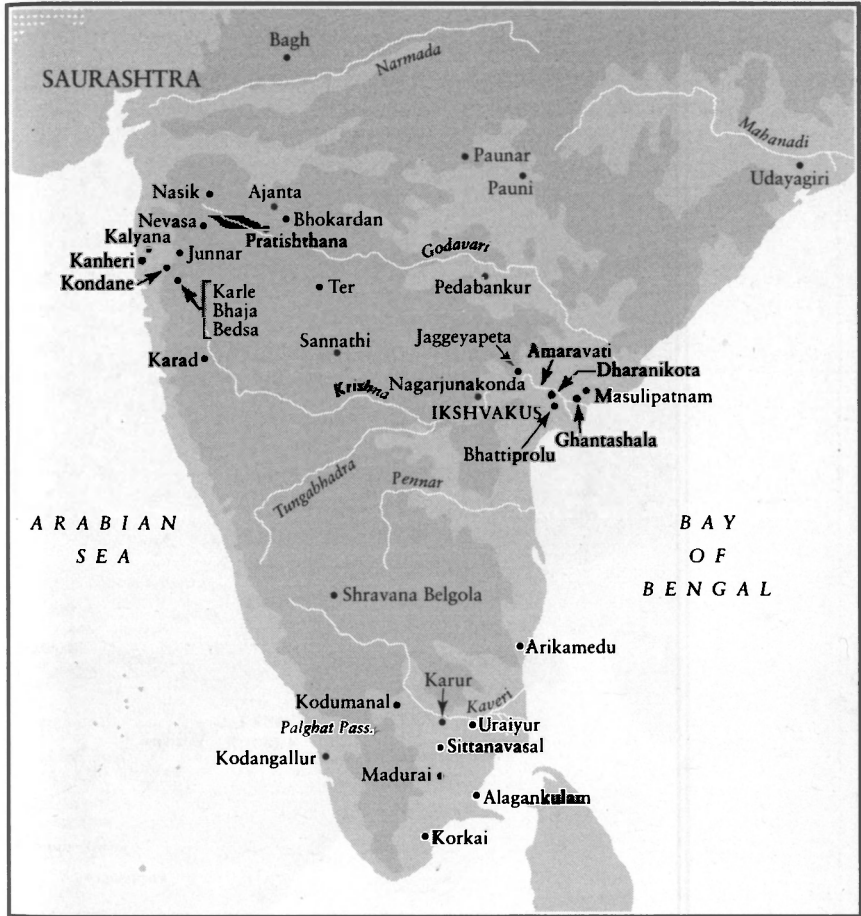 Bagh
Narmada
SAURASHTRA
Mahanadi
Paunar
Pauni
Udayagiri
Nasik
Ajanta
Nevasa
Bhokardan
Kalyana
Pratishthana
Junnar
Godavari
Kanheri
Kondane
Ter
Pedabankur
Karle
Bhaja
Bedsa
Sannathi
Jaggeyapeta
Amaravati
Karad
Dharanikota
Krishna
Nagarjunakonda
Masulipatnam
IKSHVAKUS
Ghantashala
Bhattiprolu
Tungabhadra
Pennar
ARABIAN
SEA
BAY
OF
BENGAL
Shravana Belgola
Arikamedu
Karur
Kodumanal
Kaveri
Palghat Pass.
Uraiyur
Sittanavasal
Kodangallur
Madurai
Korkai